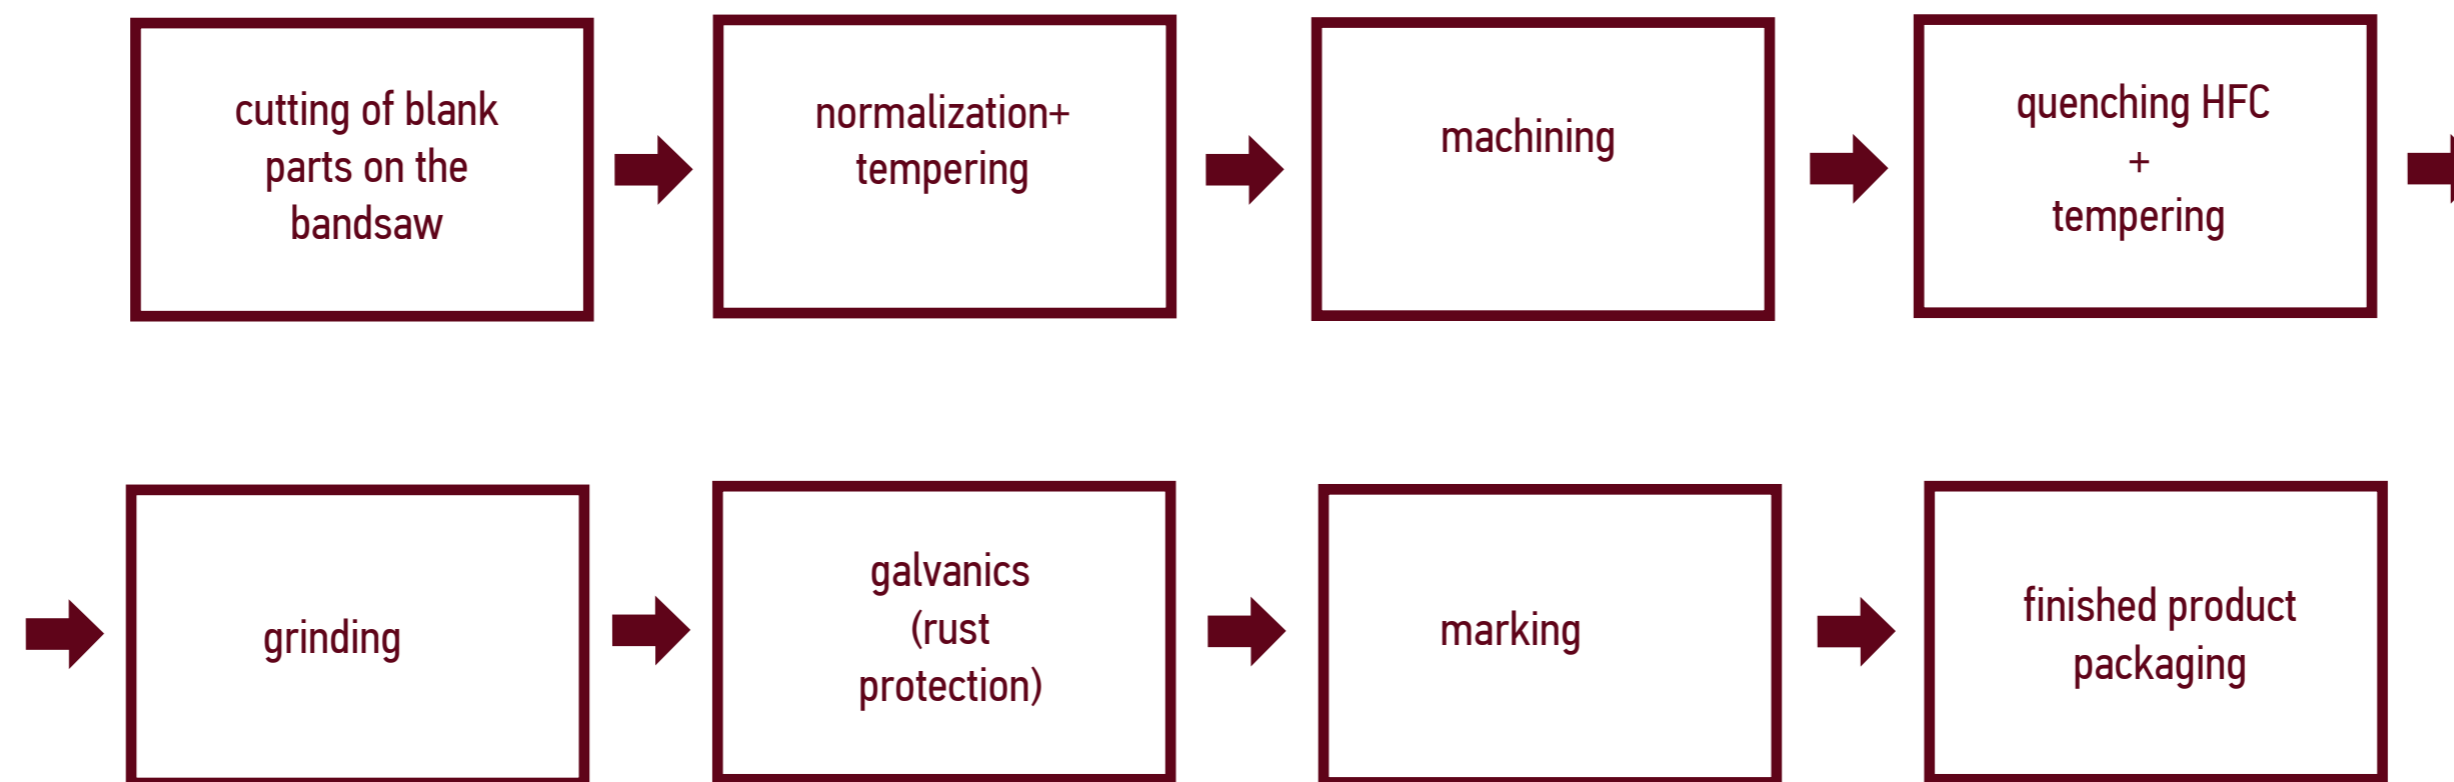 cutting of blank
parts on the
bandsaw
normalization+
tempering
machining
quenching HFC
+
tempering
grinding
galvanics
(rust
protection)
marking
finished product
packaging